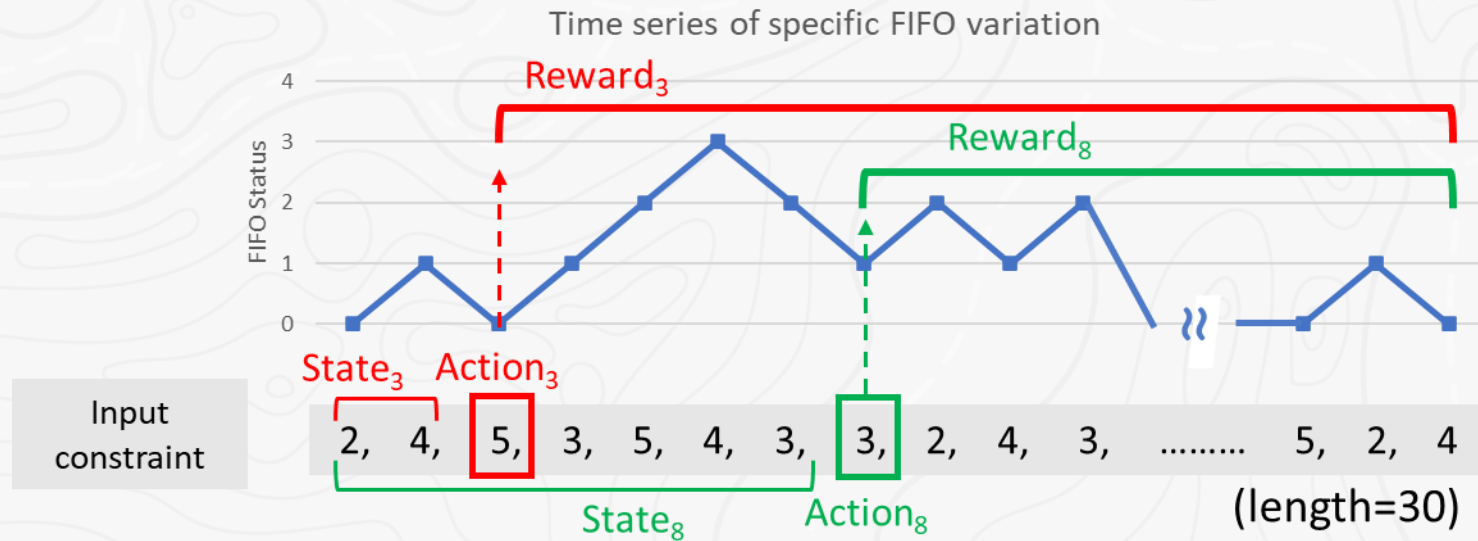 Time series of specific FIFO variation
4
3
2
1
0
FIFO Status
Reward₃
Reward₈
State₃ Action₃
Input
constraint
2, 4, 5, 3, 5, 4, 3, 3, 2, 4, 3, ......... 5, 2, 4
State₈
Action₈
(length=30)